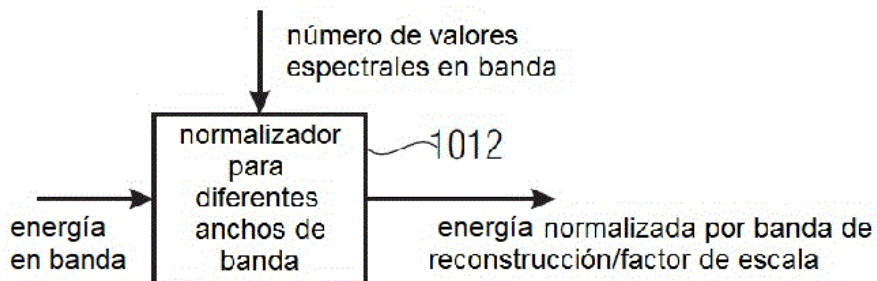 número de valores
espectrales en banda
normalizador
para
diferentes
anchos de
banda
1012
energía
en banda
energía normalizada por banda de
reconstrucción/factor de escala